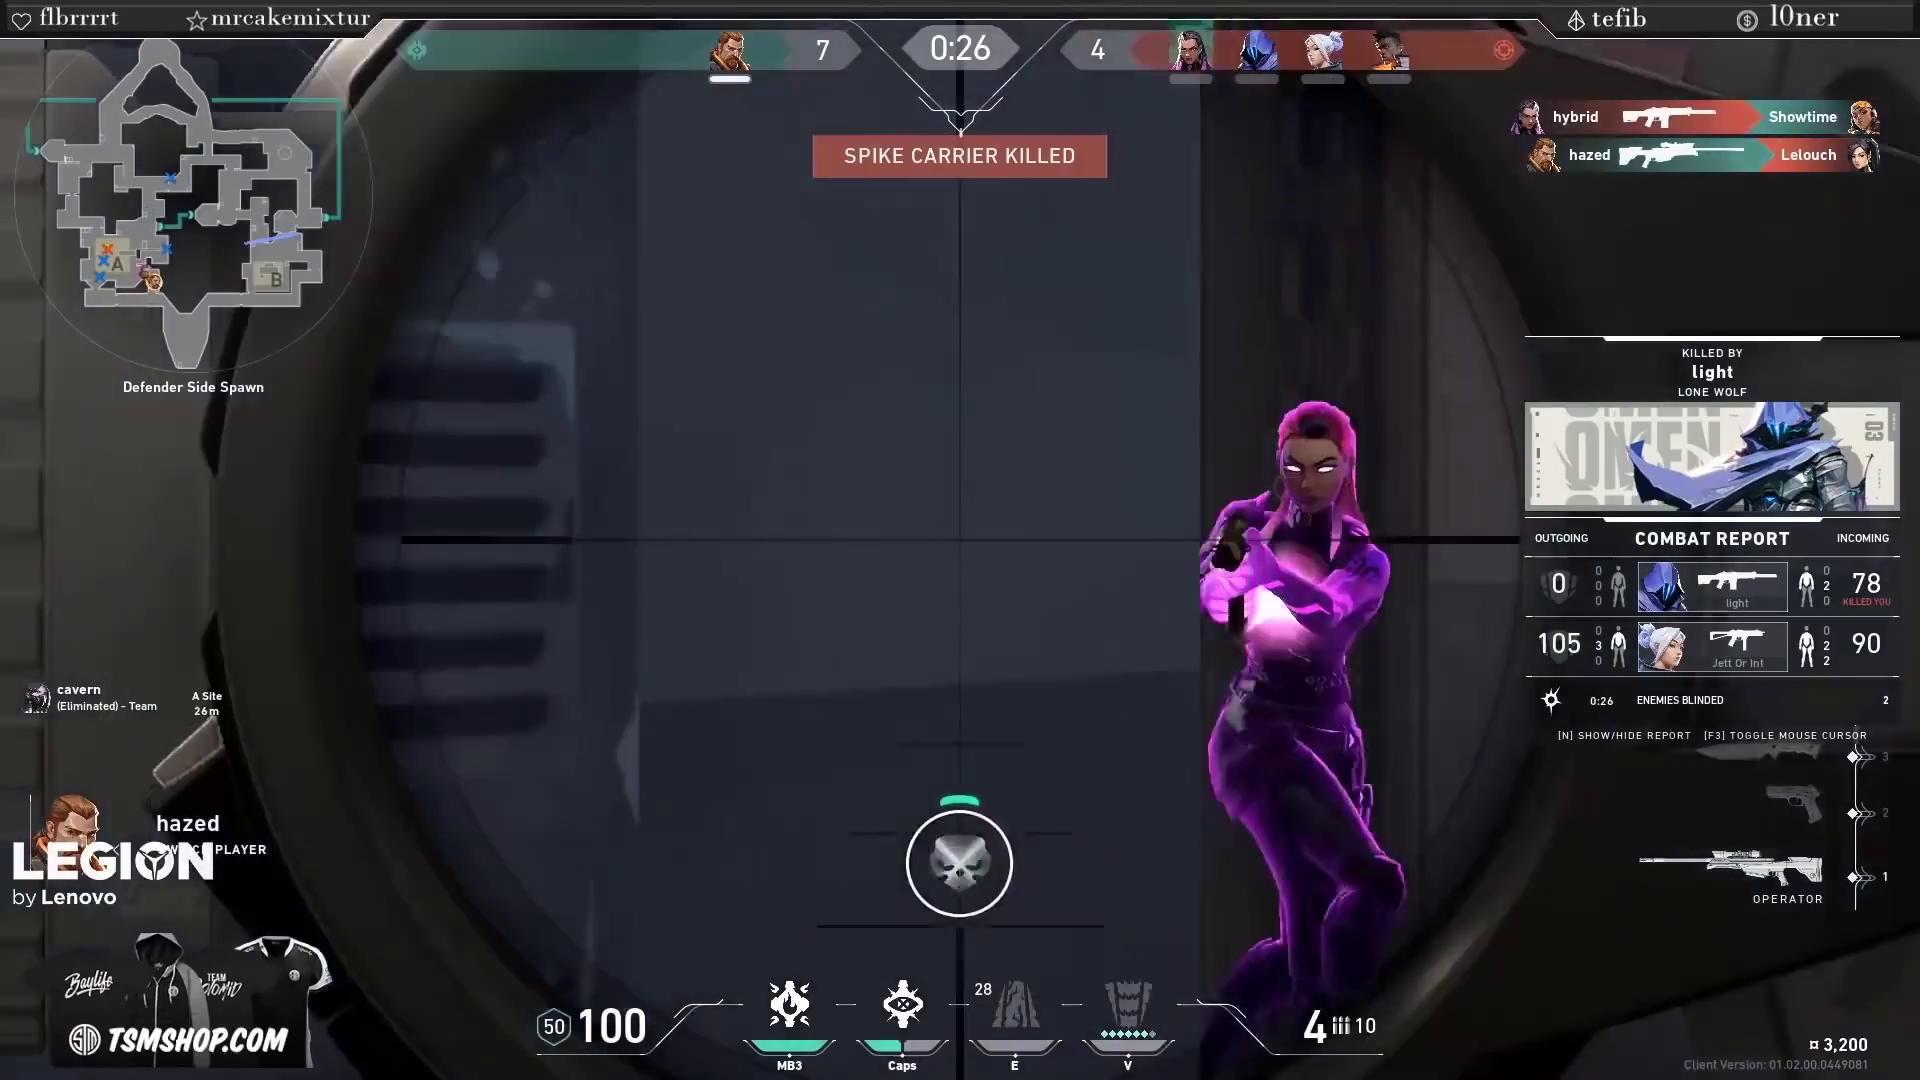 flbrrrrt
mrcakemixtur
tefib
l0ner
7
0:26
4
SPIKE CARRIER KILLED
hybrid
Showtime
hazed
Lelouch
A
B
Defender Side Spawn
KILLED BY
light
LONE WOLF
OMEN
03
OUTGOING
COMBAT REPORT
INCOMING
0
0
0
0
light
0
2
0
78
KILLED YOU
105
0
3
0
Jett Or Int
0
2
2
90
0:26
ENEMIES BLINDED
2
[N] SHOW/HIDE REPORT
[F3] TOGGLE MOUSE CURSOR
3
2
1
OPERATOR
cavern
(Eliminated) - Team
A Site
26m
hazed
PLAYER
LEGION
by Lenovo
Baylife
TEAM
TSMSHOP.COM
50
100
28
MB3
Caps
E
V
4
10
¤ 3,200
Client Version: 01.02.00.0449081